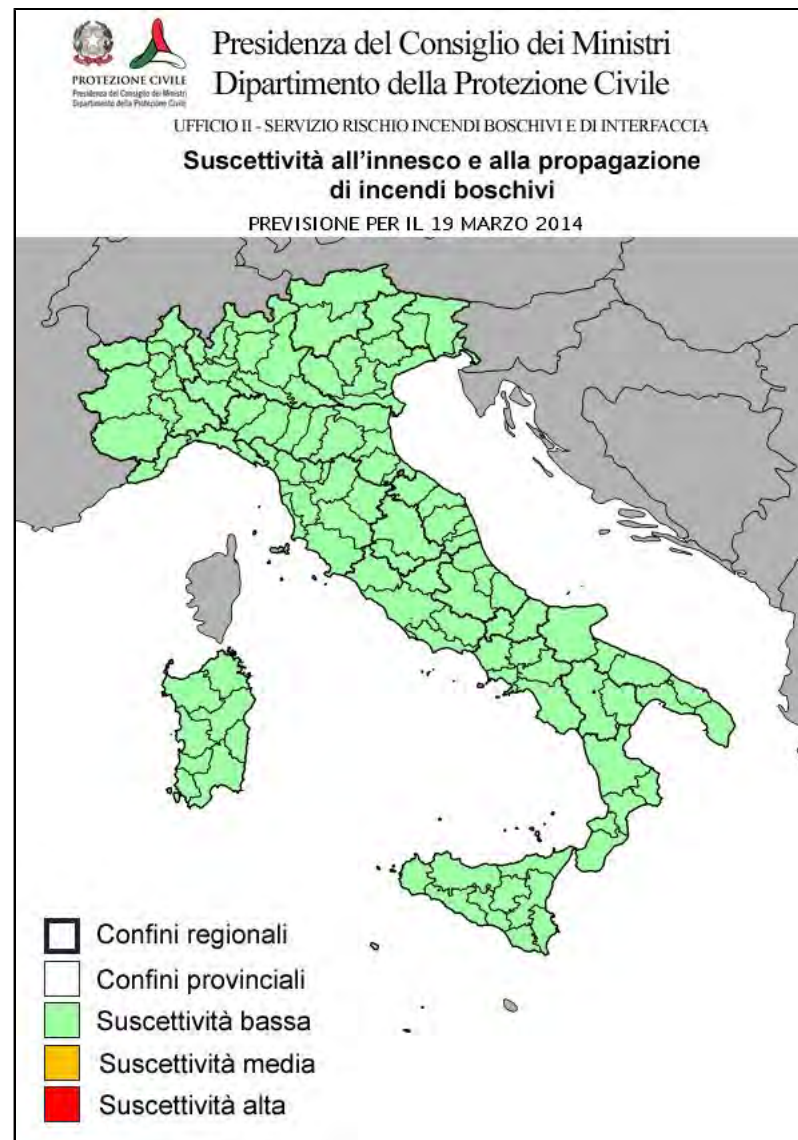 Presidenza del Consiglio dei Ministri
Dipartimento della Protezione Civile
PROTEZIONE CIVILE
Presidenza del Consiglio dei Ministri
Dipartimento della Protezione Civile
UFFICIO II - SERVIZIO RISCHIO INCENDI BOSCHIVI E DI INTERFACCIA
Suscettività all'innesco e alla propagazione
di incendi boschivi
PREVISIONE PER IL 19 MARZO 2014
Confini regionali
Confini provinciali
Suscettività bassa
Suscettività media
Suscettività alta